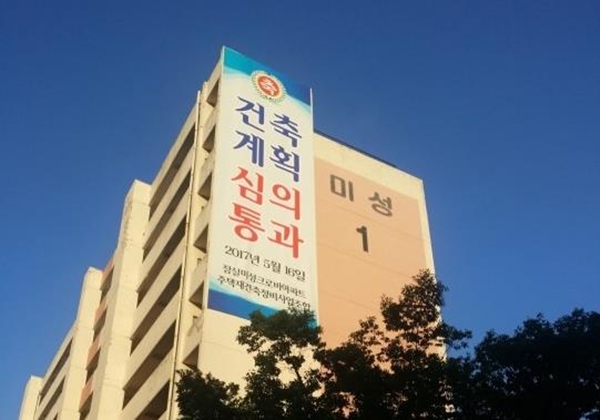 축
건축
계획
심의
통과
2017년 5월 16일
잠실미성크로바아파트
주택재건축정비사업조합
미성
1